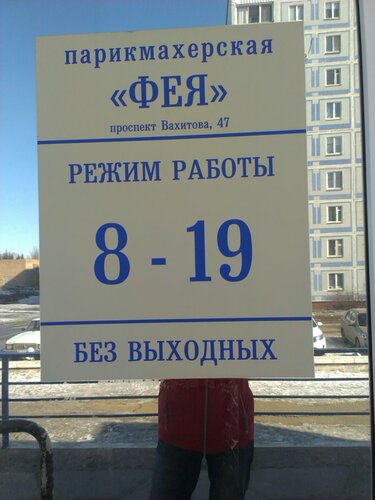 парикмахерская
«ФЕЯ»
проспект Вахитова, 47
РЕЖИМ РАБОТЫ
8 - 19
БЕЗ ВЫХОДНЫХ